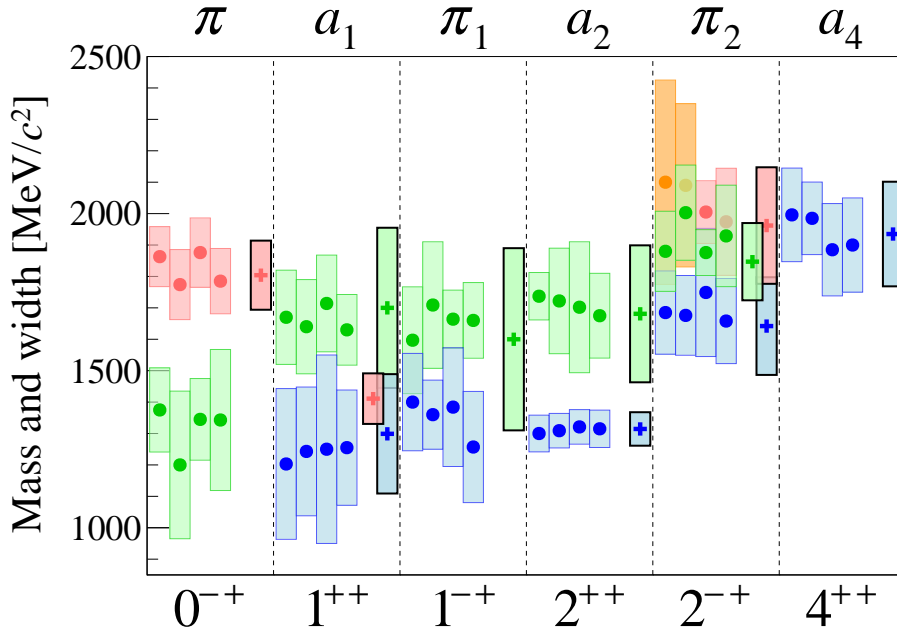 π a₁ π₁ a₂ π₂ a₄
2500
2000
1500
1000
Mass and width [MeV/c²]
0⁻⁺ 1⁺⁺ 1⁻⁺ 2⁺⁺ 2⁻⁺ 4⁺⁺